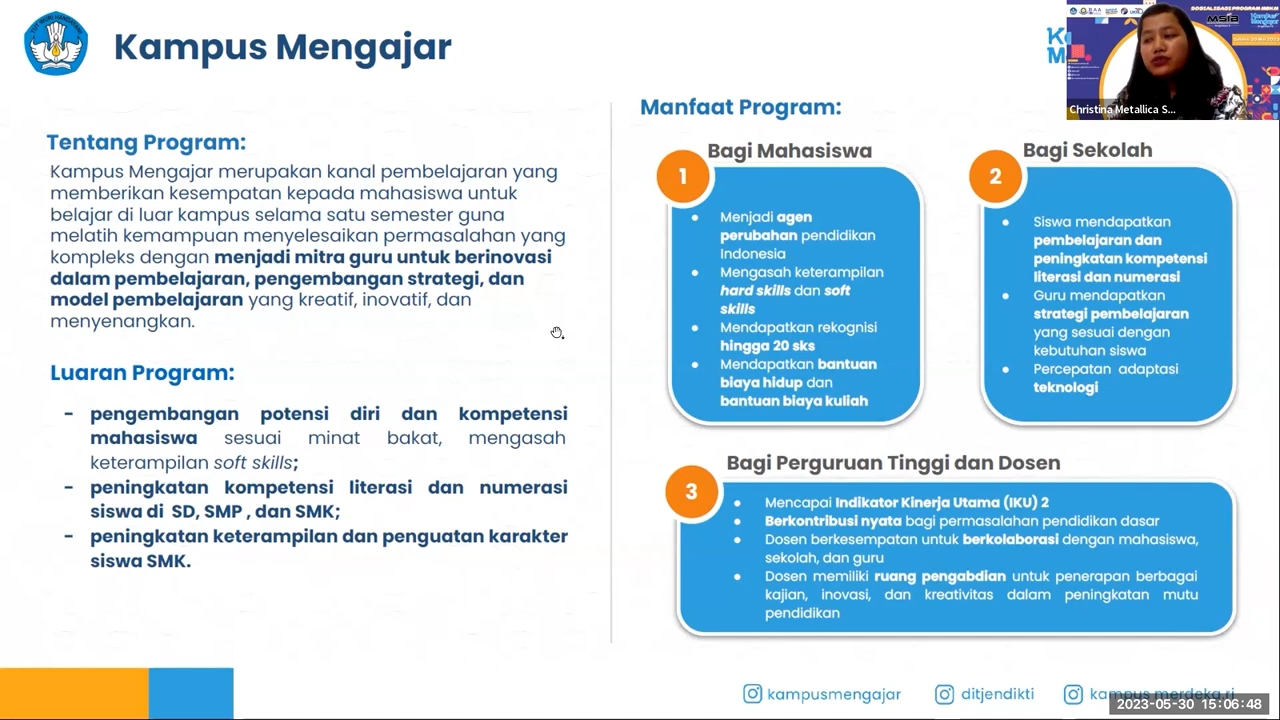 Kampus Mengajar
Tentang Program:
Kampus Mengajar merupakan kanal pembelajaran yang
memberikan kesempatan kepada mahasiswa untuk
belajar di luar kampus selama satu semester guna
melatih kemampuan menyelesaikan permasalahan yang
kompleks dengan menjadi mitra guru untuk berinovasi
dalam pembelajaran, pengembangan strategi, dan
model pembelajaran yang kreatif, inovatif, dan
menyenangkan.
Luaran Program:
- pengembangan potensi diri dan kompetensi
mahasiswa sesuai minat bakat, mengasah
keterampilan soft skills;
- peningkatan kompetensi literasi dan numerasi
siswa di SD, SMP , dan SMK;
- peningkatan keterampilan dan penguatan karakter
siswa SMK.
Manfaat Program:
Bagi Mahasiswa
1
• Menjadi agen
perubahan pendidikan
Indonesia
• Mengasah keterampilan
hard skills dan soft
skills
• Mendapatkan rekognisi
hingga 20 sks
• Mendapatkan bantuan
biaya hidup dan
bantuan biaya kuliah
Bagi Sekolah
2
• Siswa mendapatkan
pembelajaran dan
peningkatan kompetensi
literasi dan numerasi
• Guru mendapatkan
strategi pembelajaran
yang sesuai dengan
kebutuhan siswa
• Percepatan adaptasi
teknologi
Bagi Perguruan Tinggi dan Dosen
3
• Mencapai Indikator Kinerja Utama (IKU) 2
• Berkontribusi nyata bagi permasalahan pendidikan dasar
• Dosen berkesempatan untuk berkolaborasi dengan mahasiswa,
sekolah, dan guru
• Dosen memiliki ruang pengabdian untuk penerapan berbagai
kajian, inovasi, dan kreativitas dalam peningkatan mutu
pendidikan
SOSIALISASI PROGRAM MBKM
Kampus
Mengajar
Christina Metallica S...
kampusmengajar
ditjendikti
kampus merdeka.ri
2023-05-30 15:06:48